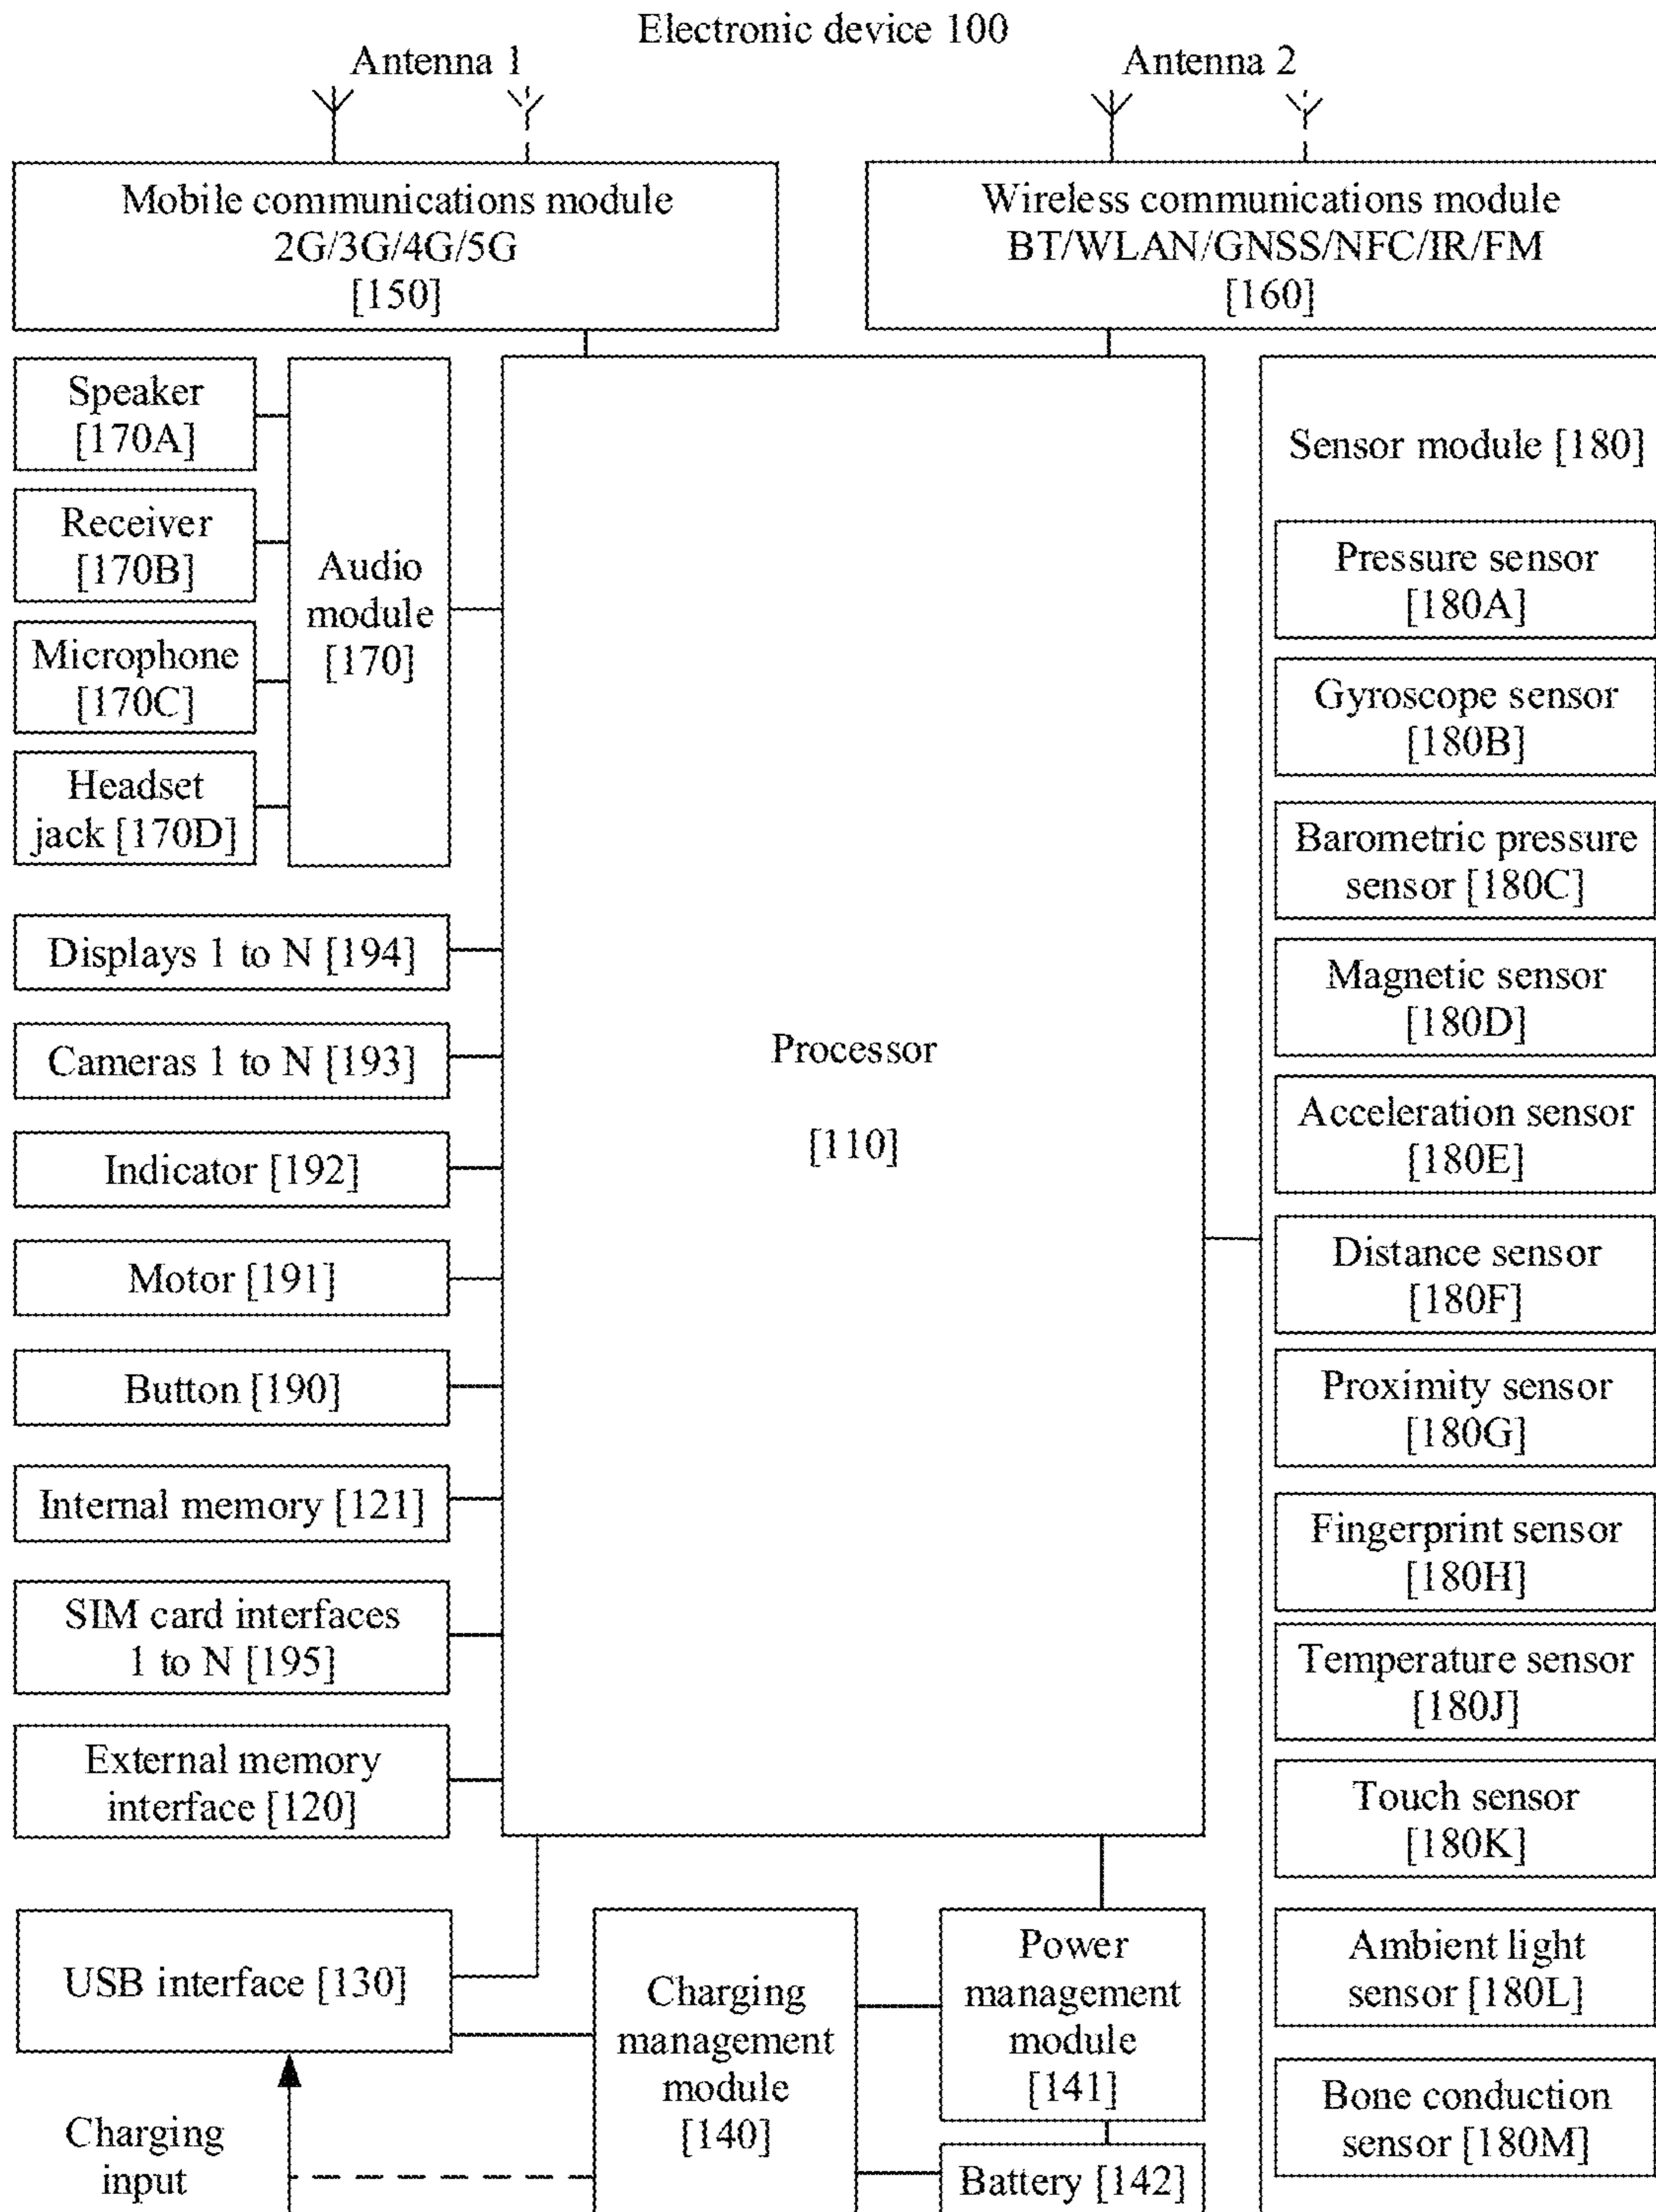 Electronic device 100
Antenna 1
Antenna 2
Mobile communications module
2G/3G/4G/5G
[150]
Wireless communications module
BT/WLAN/GNSS/NFC/IR/FM
[160]
Speaker
[170A]
Receiver
[170B]
Microphone
[170C]
Headset
jack [170D]
Audio
module
[170]
Displays 1 to N [194]
Cameras 1 to N [193]
Indicator [192]
Motor [191]
Button [190]
Internal memory [121]
SIM card interfaces
1 to N [195]
External memory
interface [120]
Processor
[110]
Sensor module [180]
Pressure sensor
[180A]
Gyroscope sensor
[180B]
Barometric pressure
sensor [180C]
Magnetic sensor
[180D]
Acceleration sensor
[180E]
Distance sensor
[180F]
Proximity sensor
[180G]
Fingerprint sensor
[180H]
Temperature sensor
[180J]
Touch sensor
[180K]
Ambient light
sensor [180L]
Bone conduction
sensor [180M]
USB interface [130]
Charging
input
Charging
management
module
[140]
Power
management
module
[141]
Battery [142]